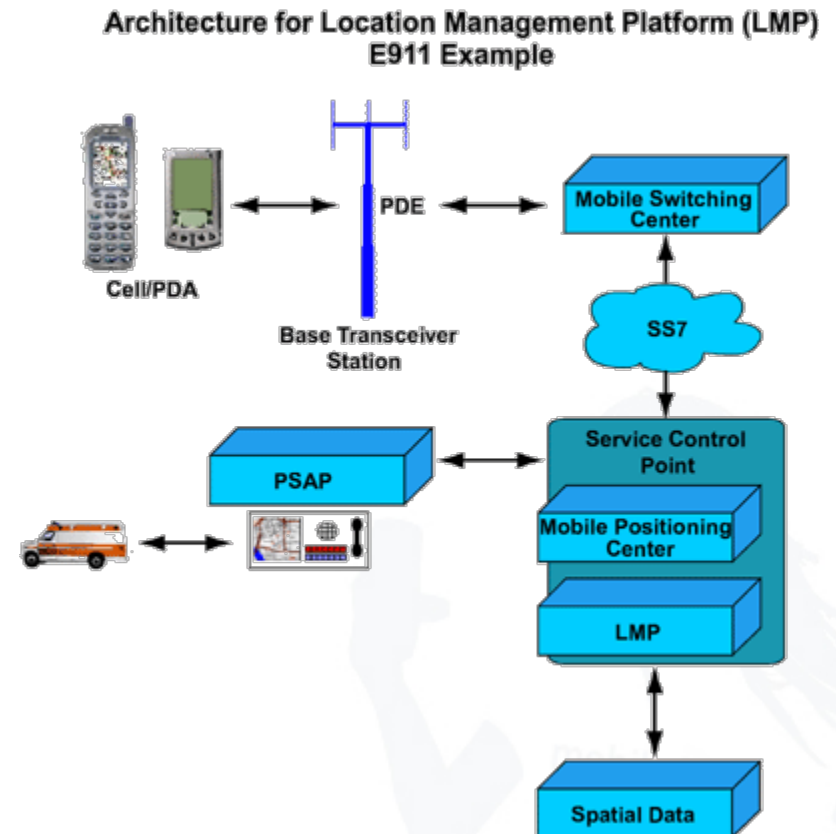 Architecture for Location Management Platform (LMP)
E911 Example
PDE
Mobile Switching
Center
Cell/PDA
SS7
Base Transceiver
Station
Service Control
Point
PSAP
Mobile Positioning
Center
LMP
Spatial Data